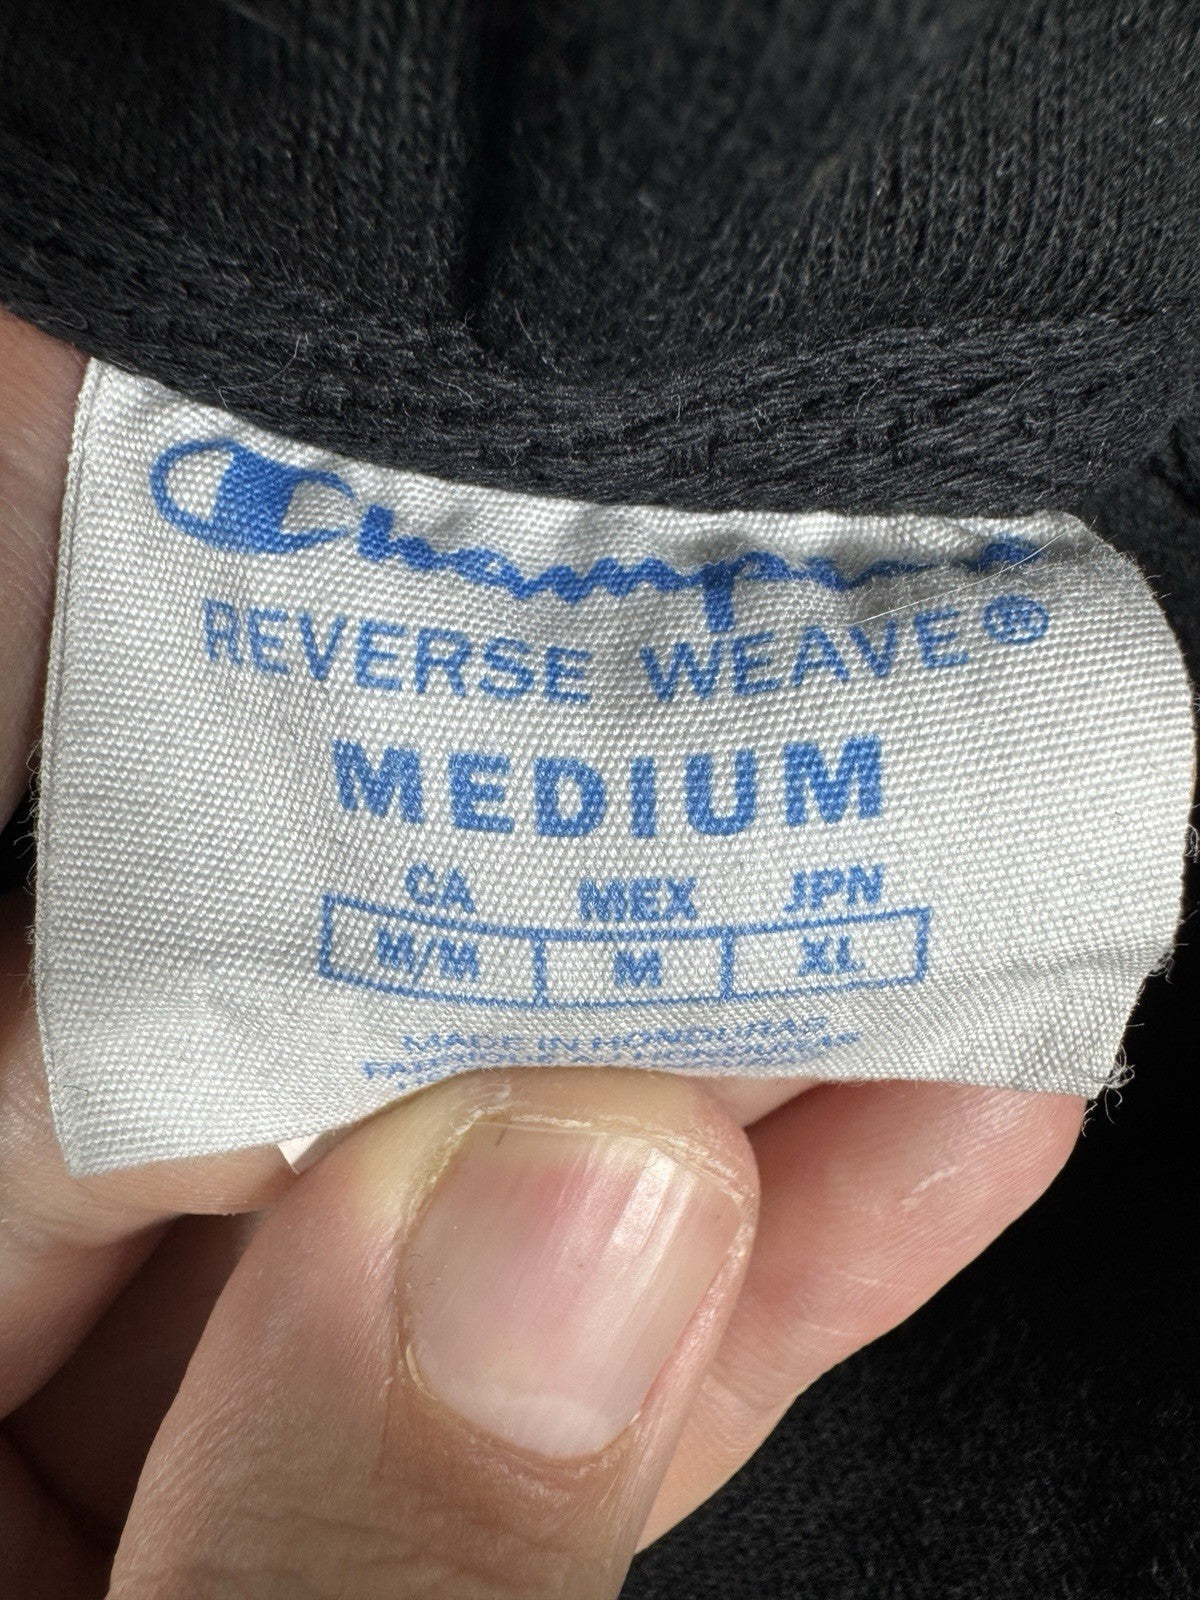 Champion
REVERSE WEAVE®
MEDIUM
CA MEX JPN
M/M M XL
MADE IN HONDURAS